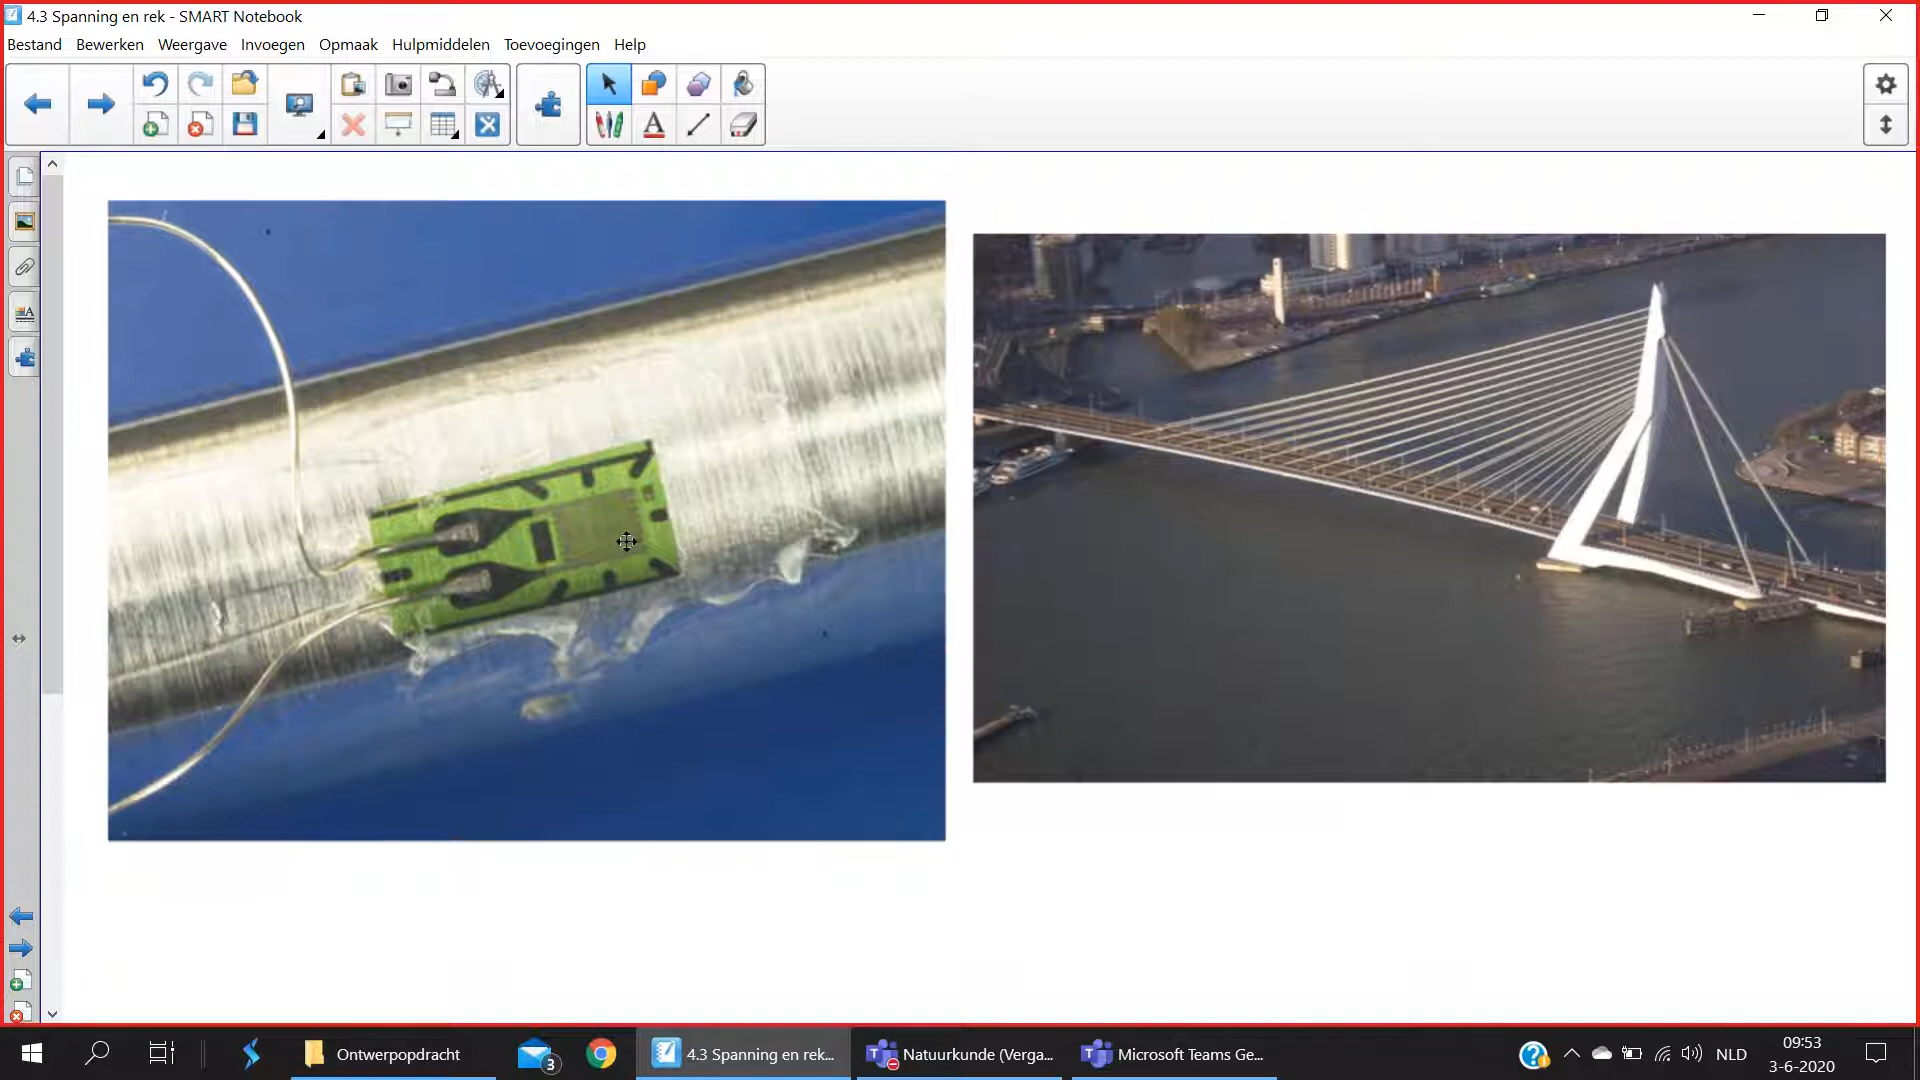 4.3 Spanning en rek - SMART Notebook
Bestand Bewerken Weergave Invoegen Opmaak Hulpmiddelen Toevoegingen Help
Ontwerpopdracht
3
4.3 Spanning en rek...
Natuurkunde (Verga...
Microsoft Teams Ge...
NLD
09:53
3-6-2020